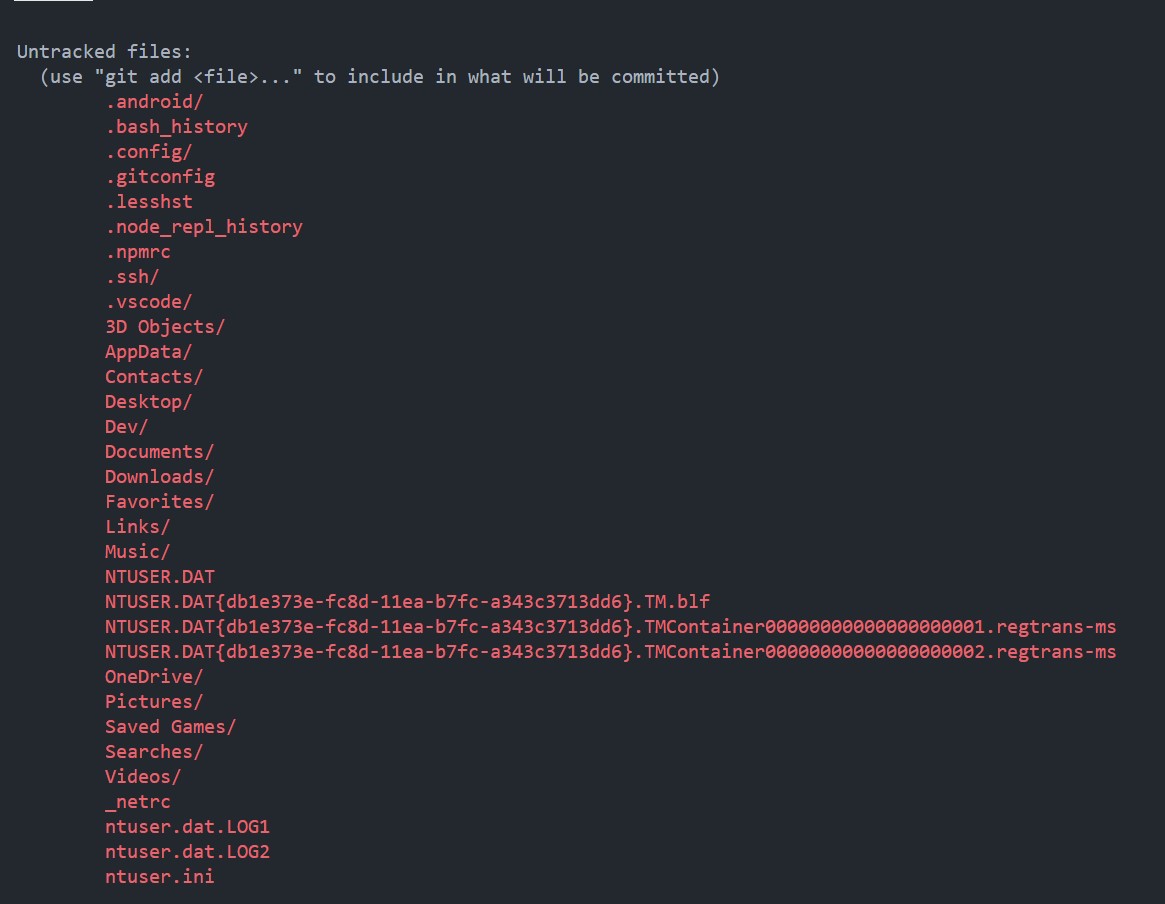 Untracked files:
(use "git add <file>..." to include in what will be committed)
.android/
.bash_history
.config/
.gitconfig
.lesshst
.node_repl_history
.npmrc
.ssh/
.vscode/
3D Objects/
AppData/
Contacts/
Desktop/
Dev/
Documents/
Downloads/
Favorites/
Links/
Music/
NTUSER.DAT
NTUSER.DAT{db1e373e-fc8d-11ea-b7fc-a343c3713dd6}.TM.blf
NTUSER.DAT{db1e373e-fc8d-11ea-b7fc-a343c3713dd6}.TMContainer00000000000000000001.regtrans-ms
NTUSER.DAT{db1e373e-fc8d-11ea-b7fc-a343c3713dd6}.TMContainer00000000000000000002.regtrans-ms
OneDrive/
Pictures/
Saved Games/
Searches/
Videos/
_netrc
ntuser.dat.LOG1
ntuser.dat.LOG2
ntuser.ini